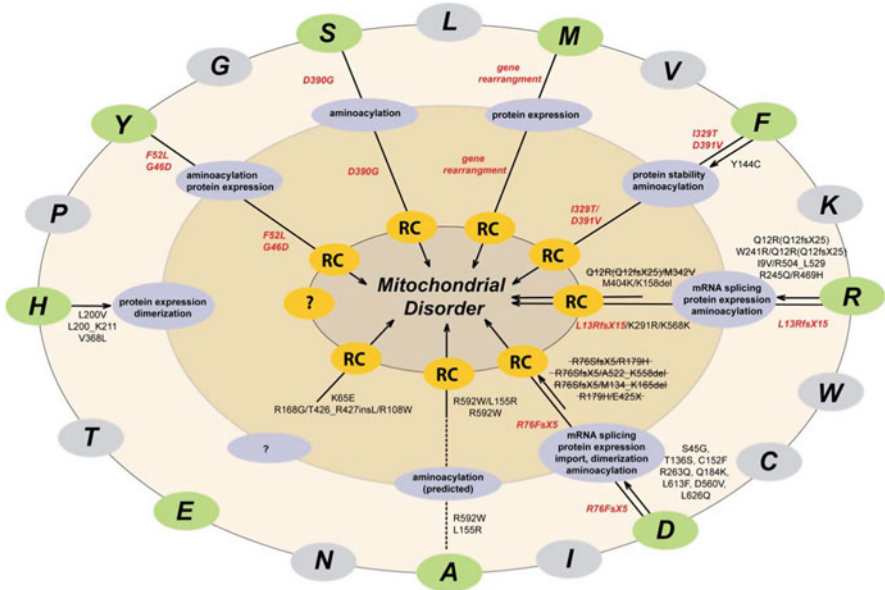 L
S
M
G
V
Y
F
P
K
H
R
T
W
E
C
N
A
I
D
D390G
aminoacylation
D390G
gene
rearrangment
protein expression
gene
rearrangment
F52L
G46D
aminoacylation
protein expression
F52L
G46D
I329T
D391V
Y144C
protein stability
aminoacylation
I329T/
D391V
RC
RC
RC
RC
?
RC
RC
RC
RC
Mitochondrial
Disorder
L200V
L200_K211
V368L
protein expression
dimerization
Q12R(Q12fsX25)
W241R/Q12R(Q12fsX25)
I9V/R504_L529
R245Q/R469H
mRNA splicing
protein expression
aminoacylation
L13RfsX15
Q12R(Q12fsX25)/M342V
M404K/K158del
L13RfsX15/K291R/K568K
R76SfsX5/R179H
R76SfsX5/A522_K558del
R76SfsX5/M134_K165del
R179H/E425X
R76FsX5
mRNA splicing
protein expression
import, dimerization
aminoacylation
S45G,
T136S, C152F
R263Q, Q184K,
L613F, D560V,
L626Q
R76FsX5
K65E
R168G/T426_R427insL/R108W
?
R592W/L155R
R592W
aminoacylation
(predicted)
R592W
L155R